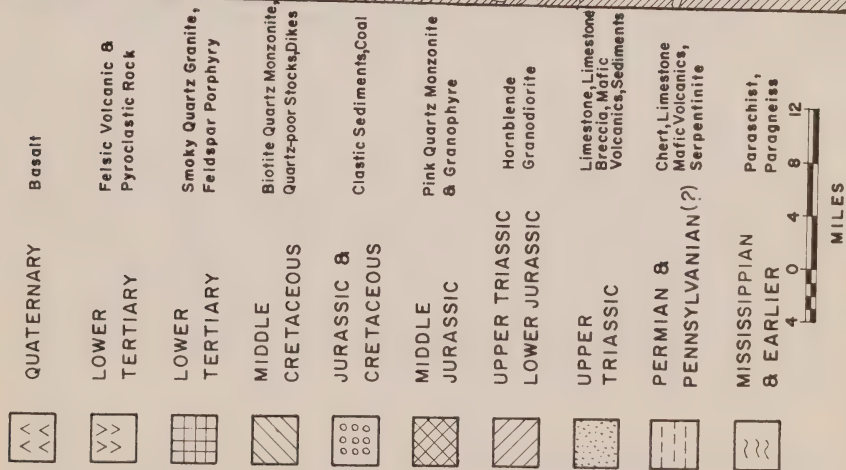 QUATERNARY Basalt
LOWER Felsic Volcanic &
TERTIARY Pyroclastic Rock
LOWER Smoky Quartz Granite,
TERTIARY Feldspar Porphyry
MIDDLE Biotite Quartz Monzonite,
CRETACEOUS Quartz-poor Stocks,Dikes
JURASSIC & Clastic Sediments,Coal
CRETACEOUS
MIDDLE Pink Quartz Monzonite
JURASSIC & Granophyre
UPPER TRIASSIC Hornblende
LOWER JURASSIC Granodiorite
UPPER Limestone,Limestone
TRIASSIC Breccia, Mafic
Volcanics,Sediments
PERMIAN & Chert,Limestone
PENNSYLVANIAN(?) Mafic Volcanics,
Serpentinite
MISSISSIPPIAN Paraschist,
& EARLIER Paragneiss
4 0 4 8 12
MILES